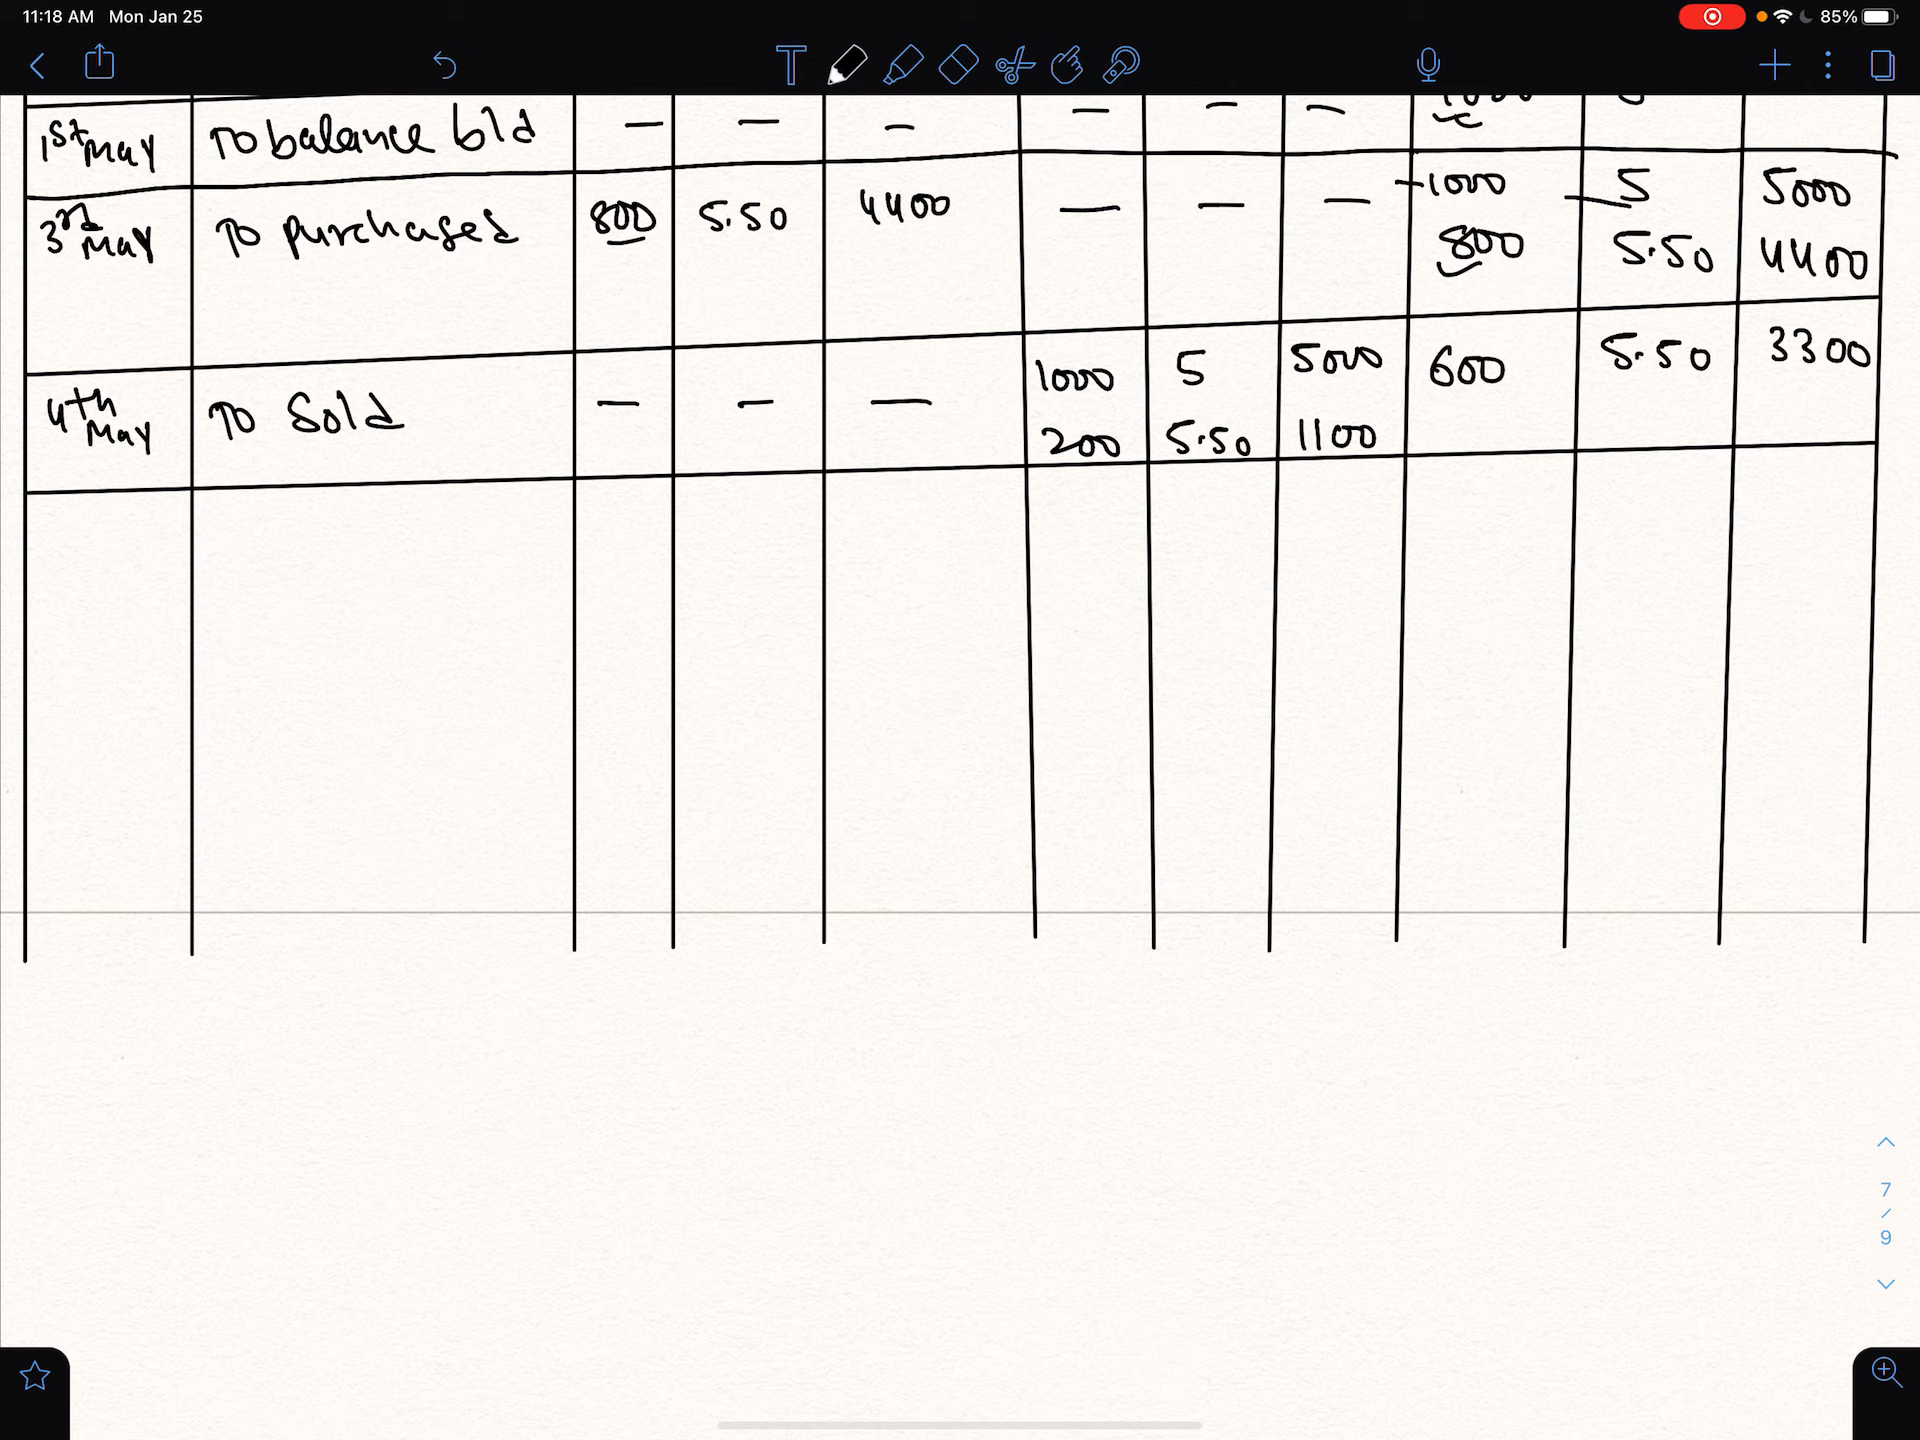 11:18 AM Mon Jan 25 85%
1st May To balance b/d — — — — — — 1000 5
3rd May To purchased 800 5.50 4400 — — — 1000 5 5000
800 5.50 4400
4th May To Sold — — — 1000 5 5000 600 5.50 3300
200 5.50 1100
7
/
9